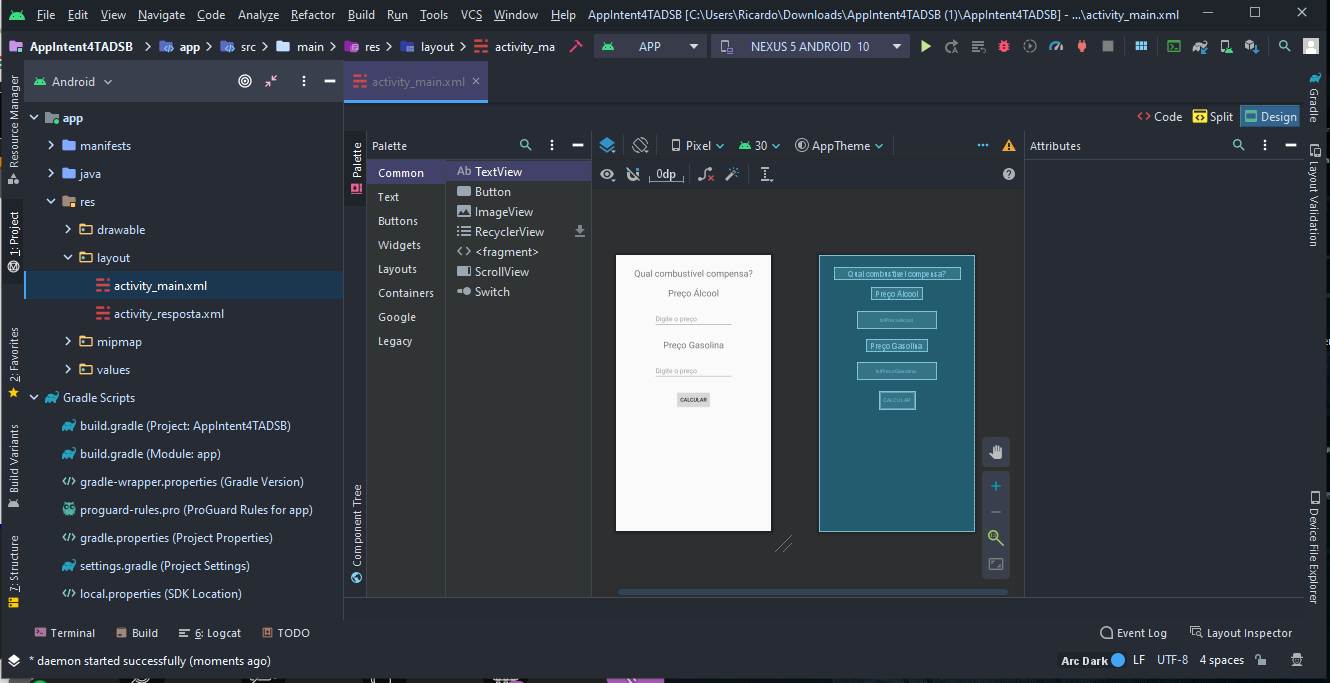 File Edit View Navigate Code Analyze Refactor Build Run Tools VCS Window Help AppIntent4TADSB [C:\Users\Ricardo\Downloads\AppIntent4TADSB (1)\AppIntent4TADSB] - ...\activity_main.xml
AppIntent4TADSB app src main res layout activity_ma APP NEXUS 5 ANDROID 10
Resource Manager
1: Project
2: Favorites
Build Variants
7: Structure
Android
app
manifests
java
res
drawable
layout
activity_main.xml
activity_resposta.xml
mipmap
values
Gradle Scripts
build.gradle (Project: AppIntent4TADSB)
build.gradle (Module: app)
gradle-wrapper.properties (Gradle Version)
proguard-rules.pro (ProGuard Rules for app)
gradle.properties (Project Properties)
settings.gradle (Project Settings)
local.properties (SDK Location)
activity_main.xml
Code Split Design
Palette
Component Tree
Palette
Common
Text
Buttons
Widgets
Layouts
Containers
Google
Legacy
Ab TextView
Button
ImageView
RecyclerView
<fragment>
ScrollView
Switch
Pixel 30 AppTheme
0dp
Qual combustível compensa?
Preço Álcool
Digite o preço
Preço Gasolina
Digite o preço
CALCULAR
Qual combustível compensa?
Preço Álcool
Preço Gasolina
CALCULAR
Attributes
Gradle
Layout Validation
Device File Explorer
Terminal Build 6: Logcat TODO Event Log Layout Inspector
* daemon started successfully (moments ago) Arc Dark LF UTF-8 4 spaces